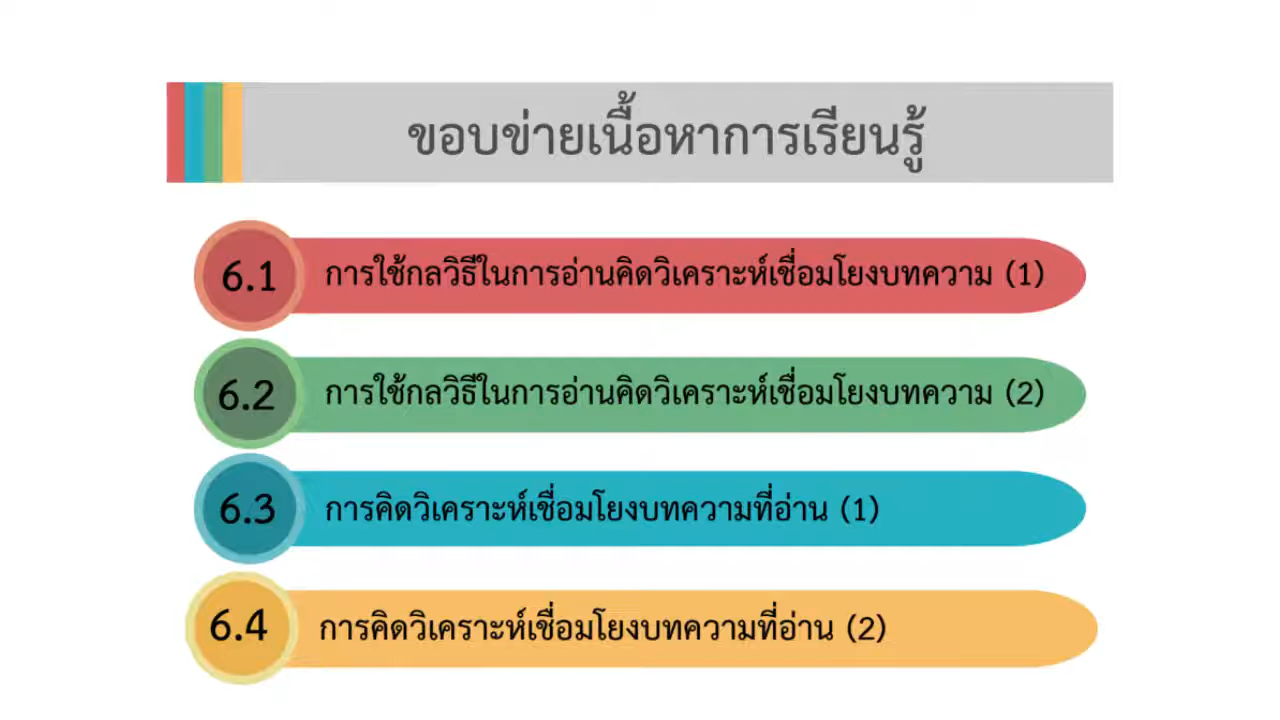 ขอบข่ายเนื้อหาการเรียนรู้
6.1 การใช้กลวิธีในการอ่านคิดวิเคราะห์เชื่อมโยงบทความ (1)
6.2 การใช้กลวิธีในการอ่านคิดวิเคราะห์เชื่อมโยงบทความ (2)
6.3 การคิดวิเคราะห์เชื่อมโยงบทความที่อ่าน (1)
6.4 การคิดวิเคราะห์เชื่อมโยงบทความที่อ่าน (2)